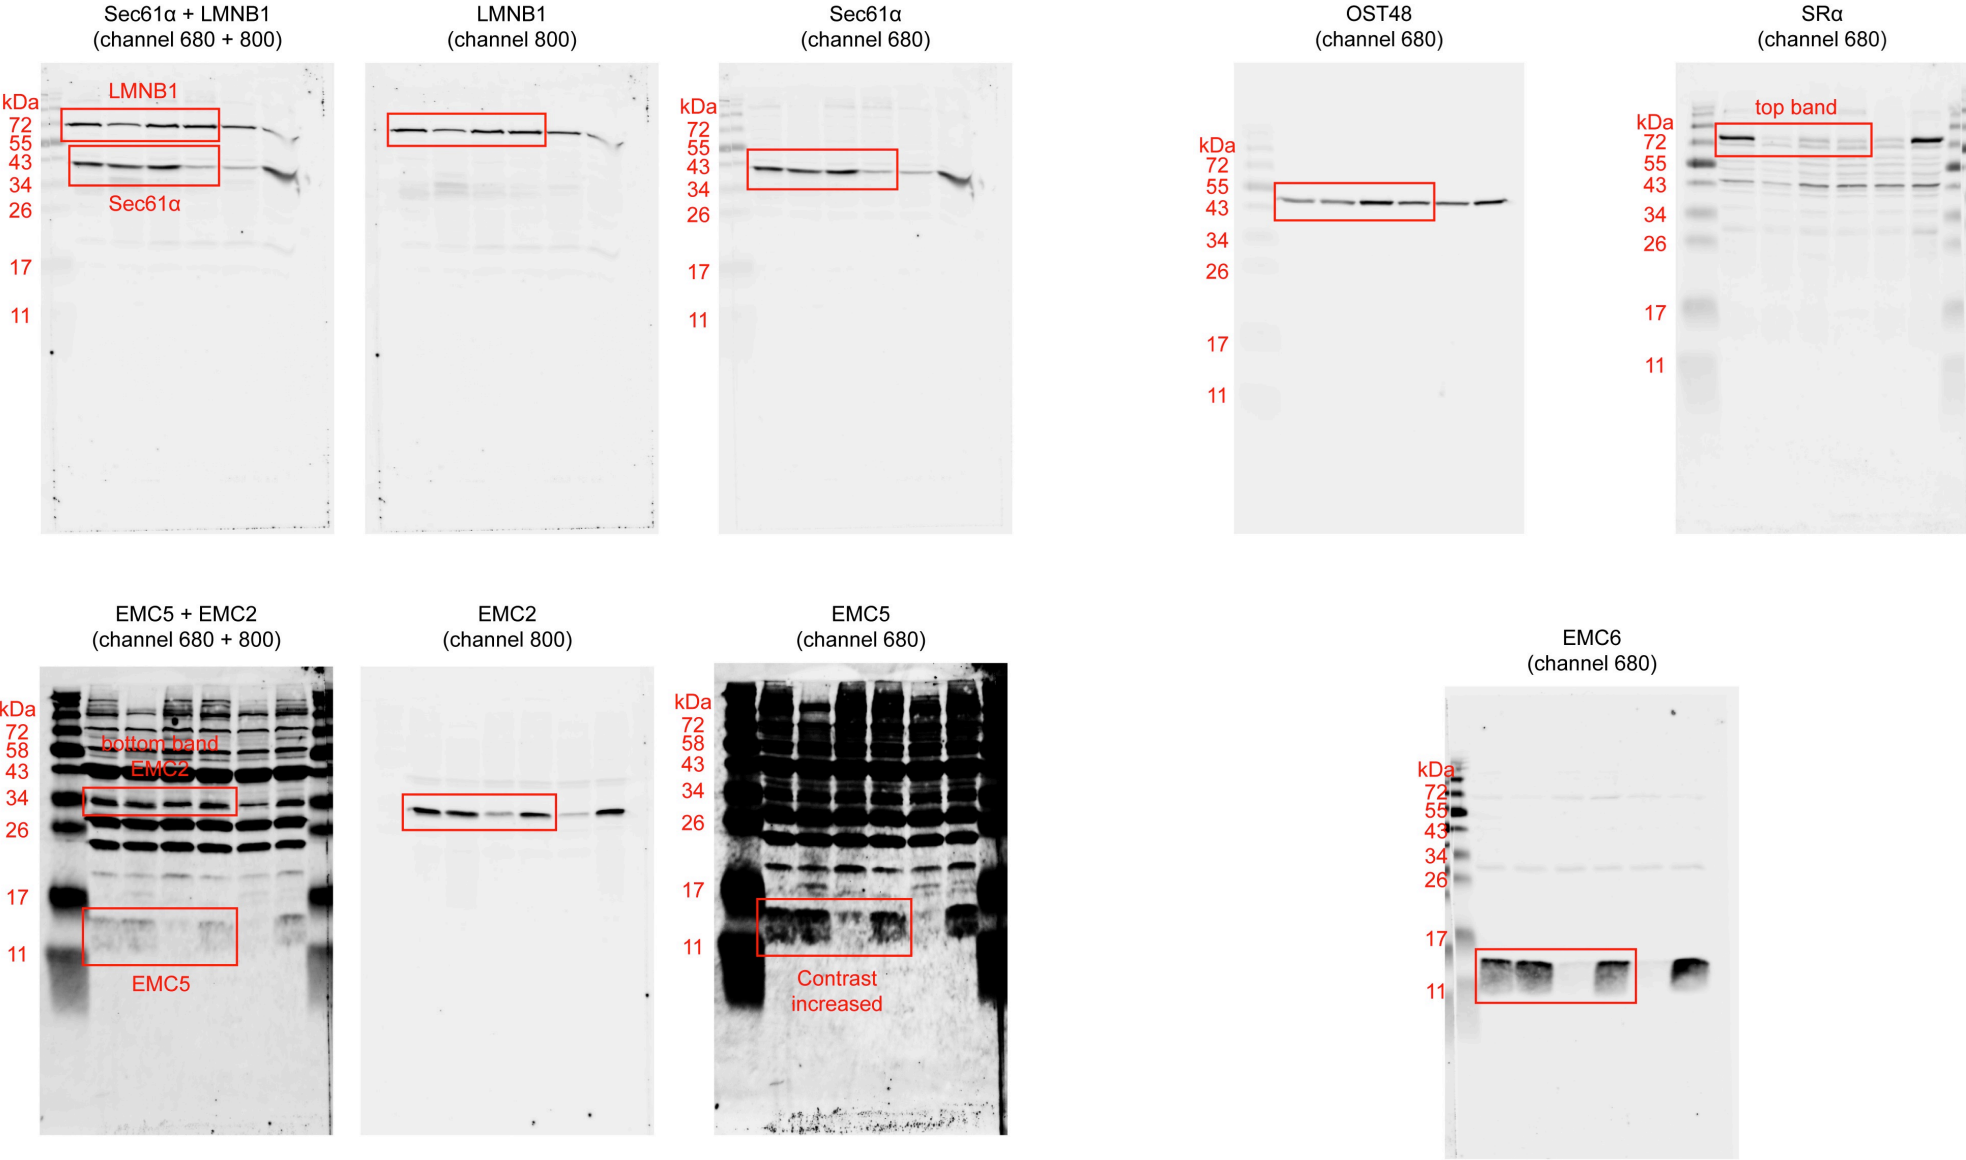 Sec61α + LMNB1
(channel 680 + 800)
kDa
72
55
43
34
26
17
11
LMNB1
Sec61α
LMNB1
(channel 800)
Sec61α
(channel 680)
kDa
72
55
43
34
26
17
11
OST48
(channel 680)
kDa
72
55
43
34
26
17
11
SRα
(channel 680)
kDa
72
55
43
34
26
17
11
top band
EMC5 + EMC2
(channel 680 + 800)
kDa
72
58
43
34
26
17
11
bottom band
EMC2
EMC5
EMC2
(channel 800)
EMC5
(channel 680)
kDa
72
58
43
34
26
17
11
Contrast
increased
EMC6
(channel 680)
kDa
72
55
43
34
26
17
11